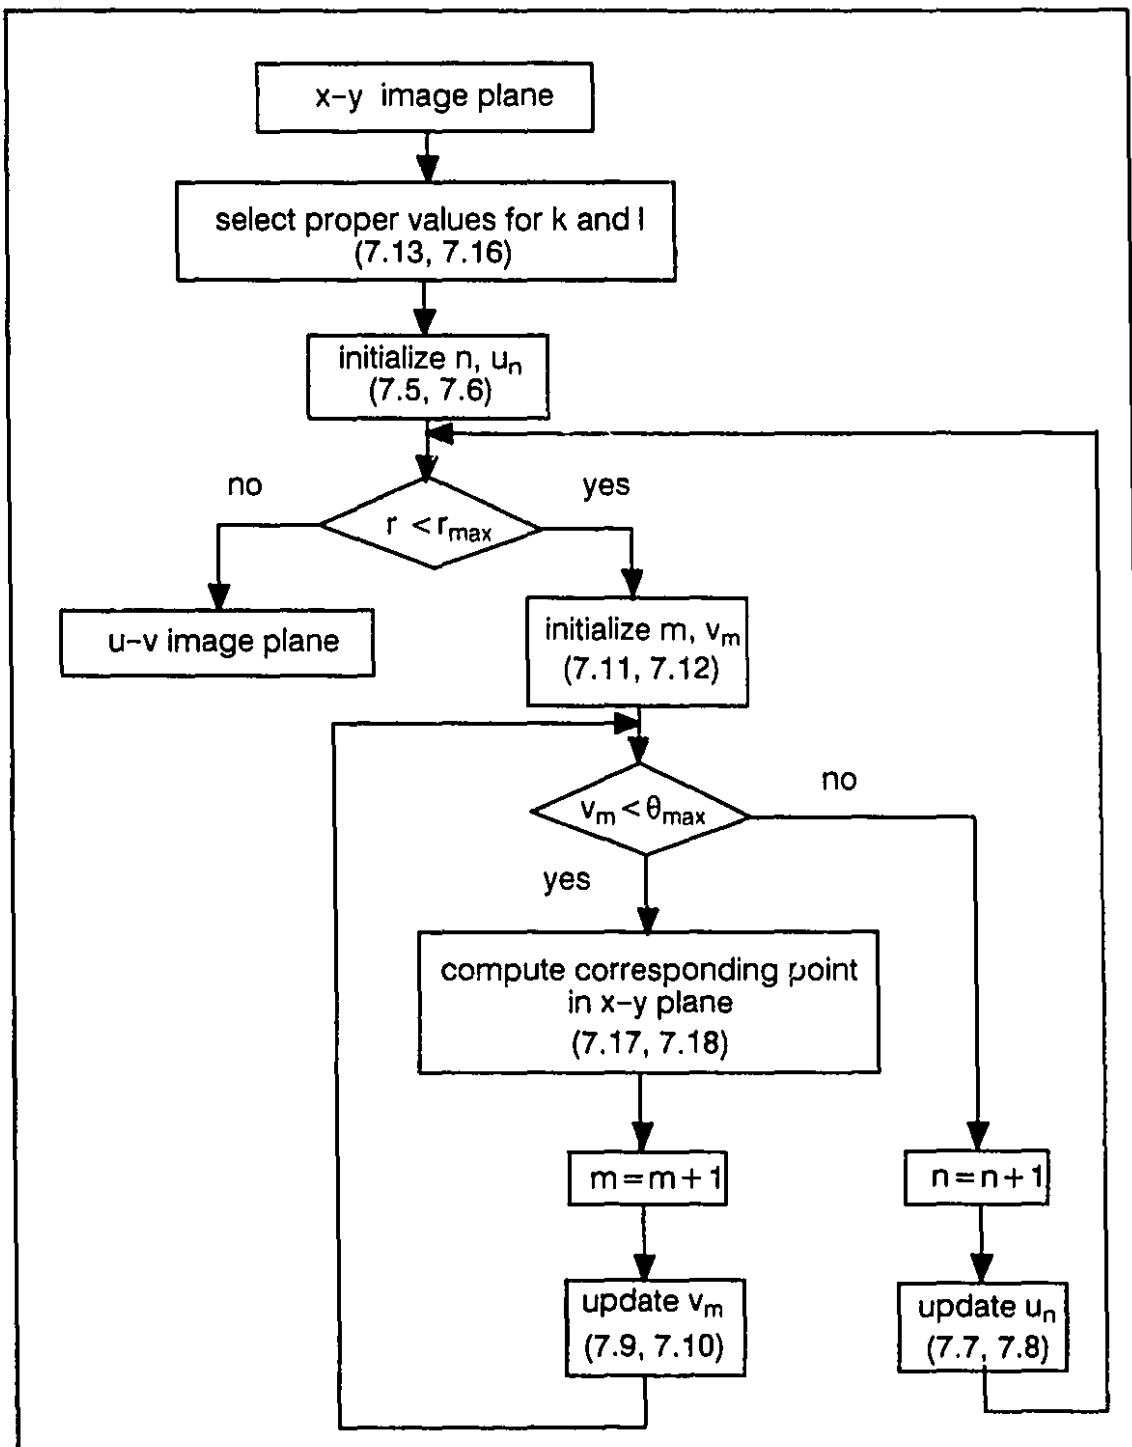 x-y image plane
select proper values for k and l
(7.13, 7.16)
initialize n, uₙ
(7.5, 7.6)
no
yes
r < rₘₐₓ
u-v image plane
initialize m, vₘ
(7.11, 7.12)
vₘ < θₘₐₓ
no
yes
compute corresponding point
in x-y plane
(7.17, 7.18)
m=m+1
n=n+1
update vₘ
(7.9, 7.10)
update uₙ
(7.7, 7.8)